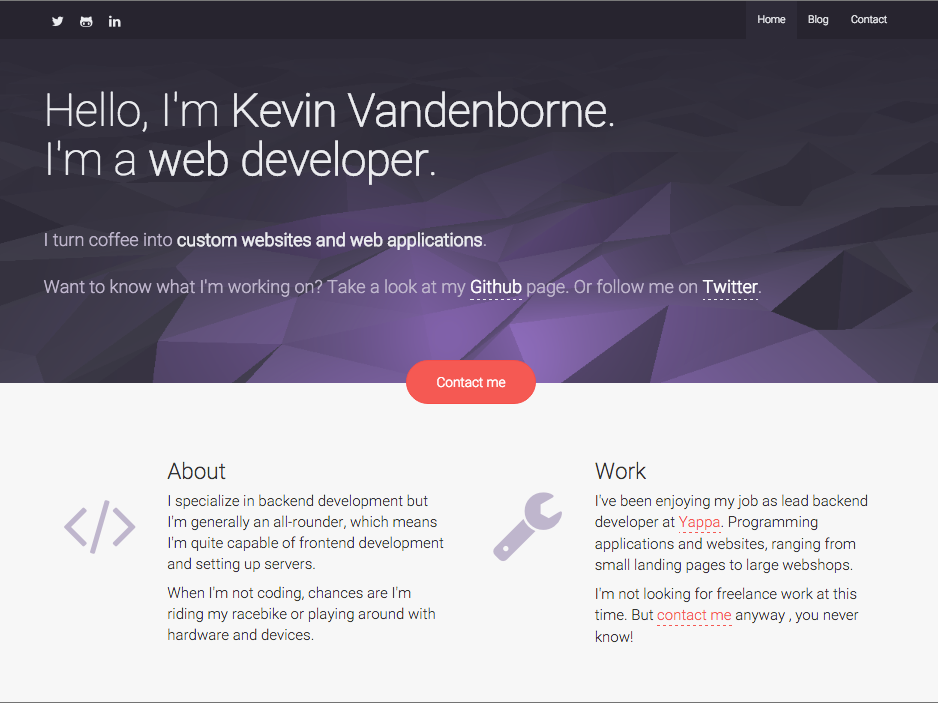 Home Blog Contact
Hello, I'm Kevin Vandenborne.
I'm a web developer.
I turn coffee into custom websites and web applications.
Want to know what I'm working on? Take a look at my Github page. Or follow me on Twitter.
Contact me
About
I specialize in backend development but
I'm generally an all-rounder, which means
I'm quite capable of frontend development
and setting up servers.
When I'm not coding, chances are I'm
riding my racebike or playing around with
hardware and devices.
Work
I've been enjoying my job as lead backend
developer at Yappa. Programming
applications and websites, ranging from
small landing pages to large webshops.
I'm not looking for freelance work at this
time. But contact me anyway , you never
know!